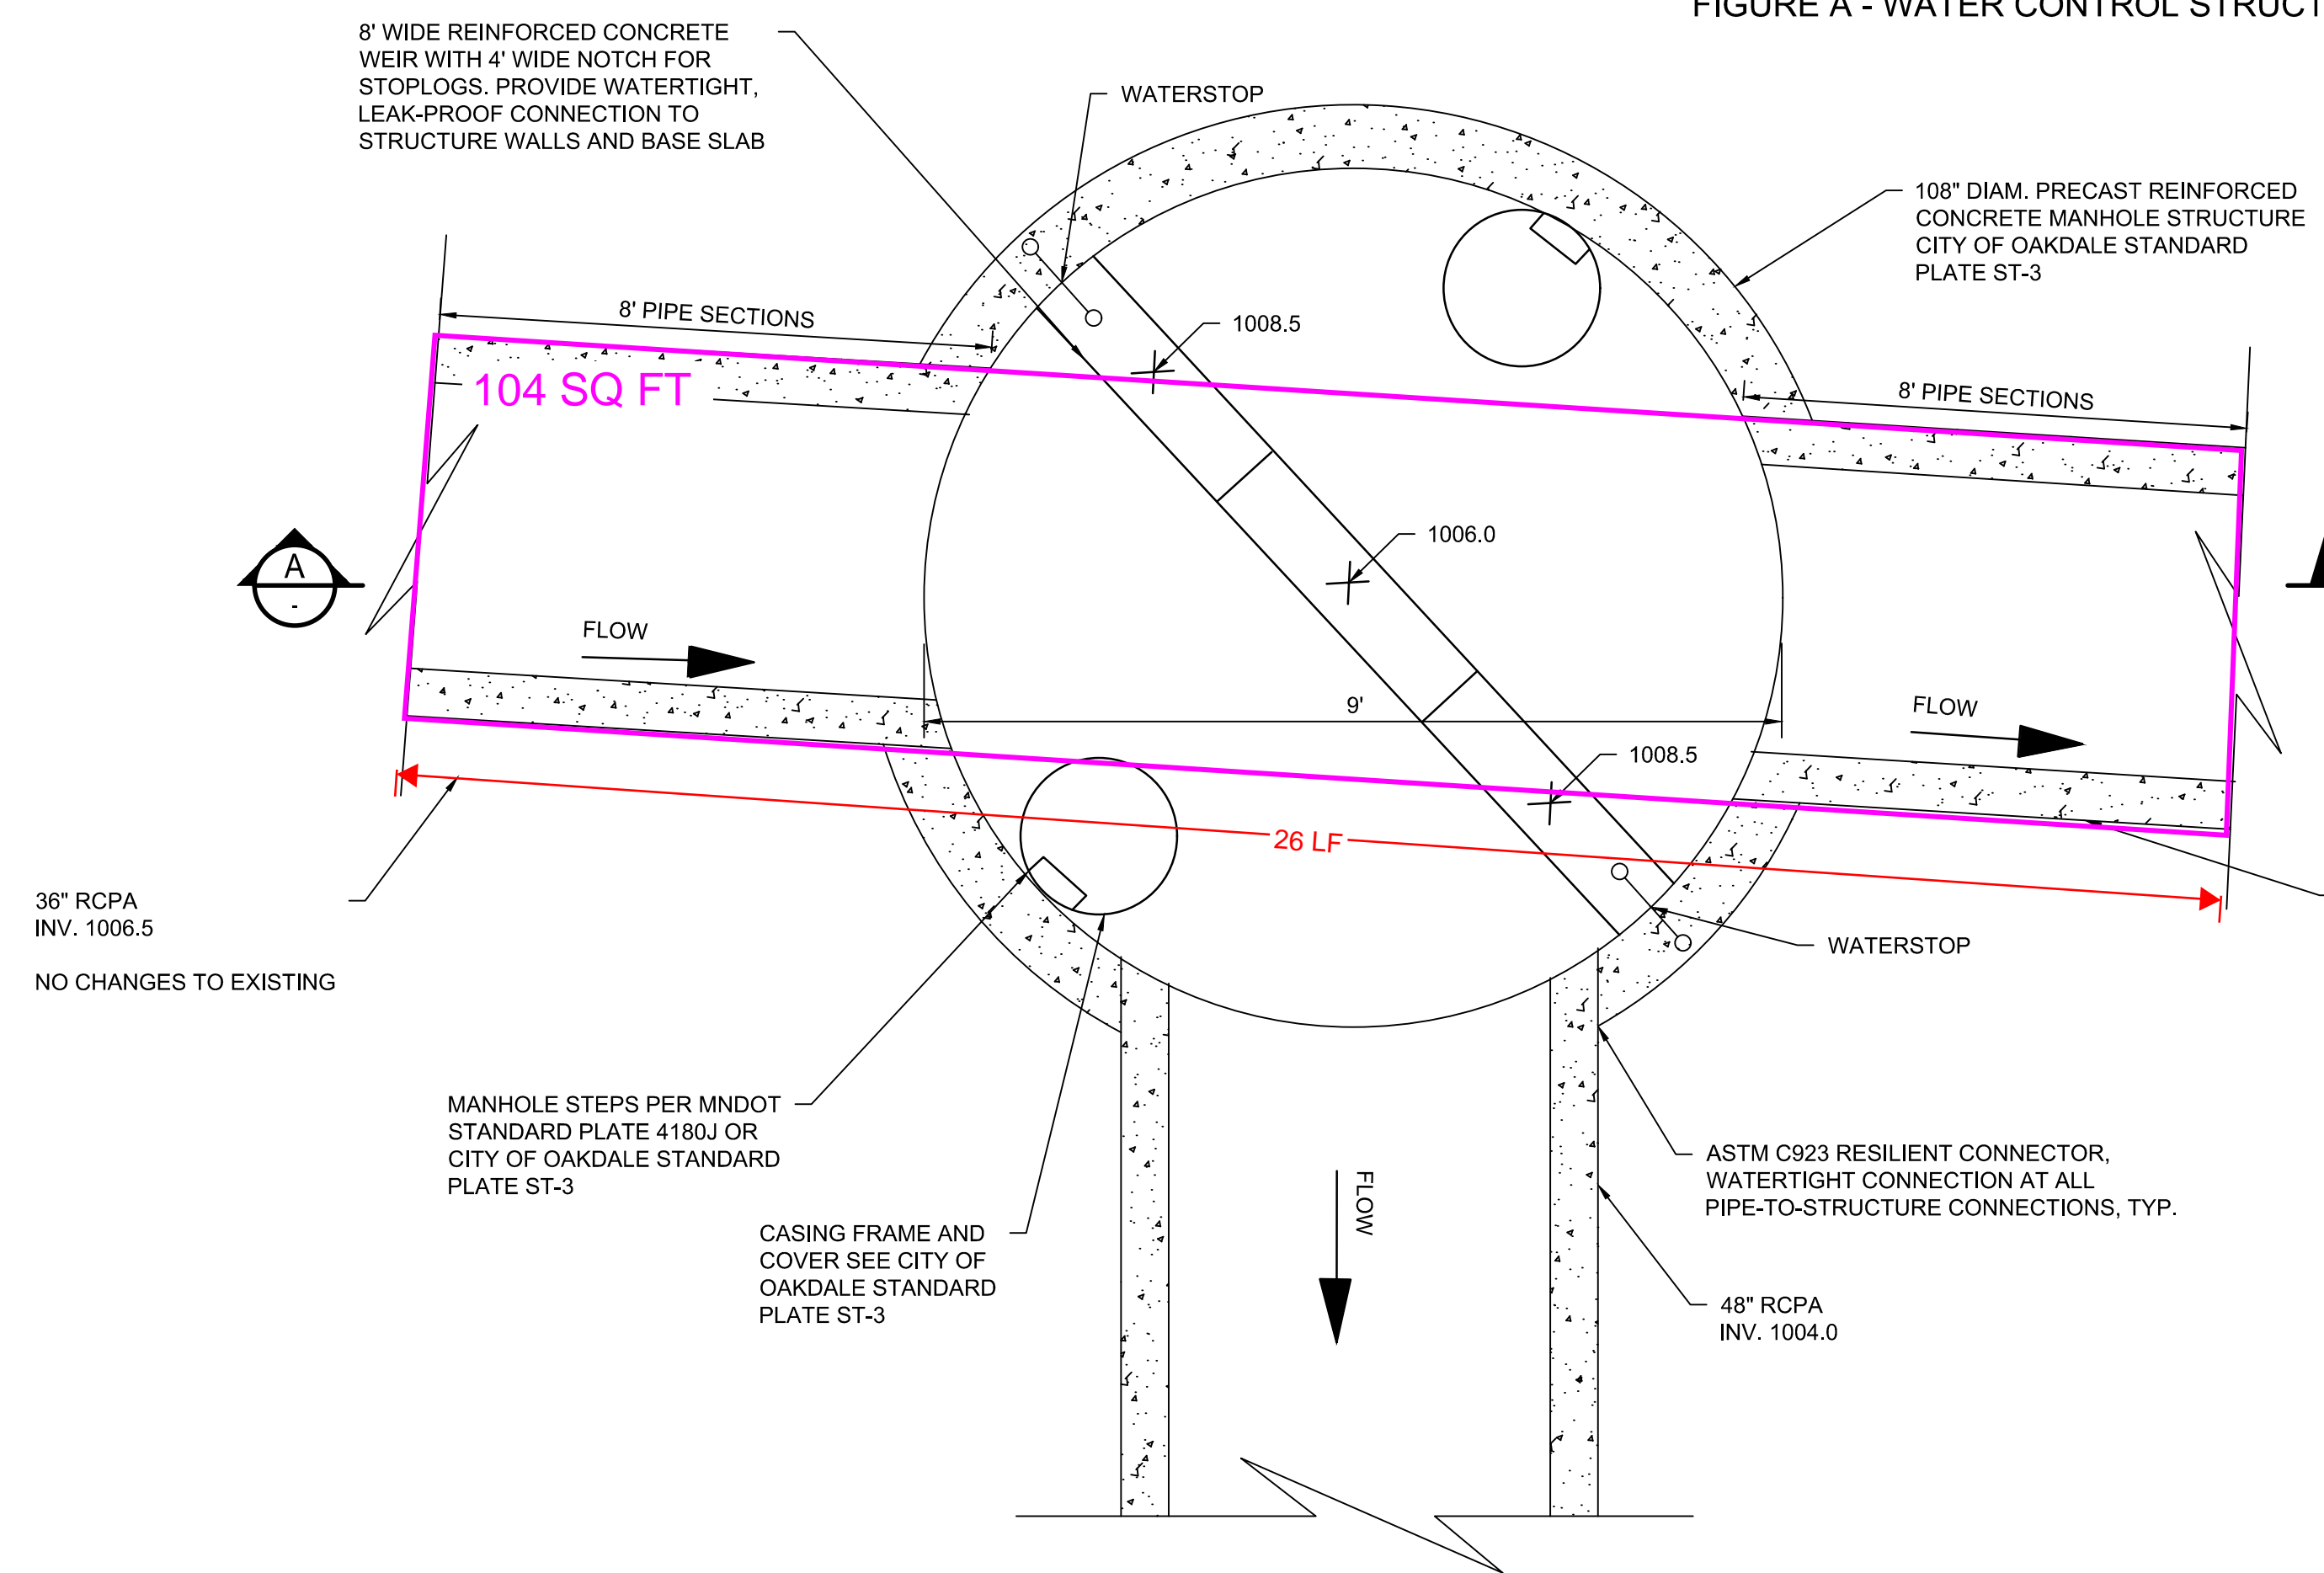 FIGURE A - WATER CONTROL STRUCT
8' WIDE REINFORCED CONCRETE
WEIR WITH 4' WIDE NOTCH FOR
STOPLOGS. PROVIDE WATERTIGHT,
LEAK-PROOF CONNECTION TO
STRUCTURE WALLS AND BASE SLAB
WATERSTOP
108" DIAM. PRECAST REINFORCED
CONCRETE MANHOLE STRUCTURE
CITY OF OAKDALE STANDARD
PLATE ST-3
8' PIPE SECTIONS
1008.5
104 SQ FT
8' PIPE SECTIONS
1006.0
A
-
FLOW
9'
FLOW
1008.5
26 LF
36" RCPA
INV. 1006.5
NO CHANGES TO EXISTING
WATERSTOP
MANHOLE STEPS PER MNDOT
STANDARD PLATE 4180J OR
CITY OF OAKDALE STANDARD
PLATE ST-3
ASTM C923 RESILIENT CONNECTOR,
WATERTIGHT CONNECTION AT ALL
PIPE-TO-STRUCTURE CONNECTIONS, TYP.
FLOW
CASING FRAME AND
COVER SEE CITY OF
OAKDALE STANDARD
PLATE ST-3
48" RCPA
INV. 1004.0